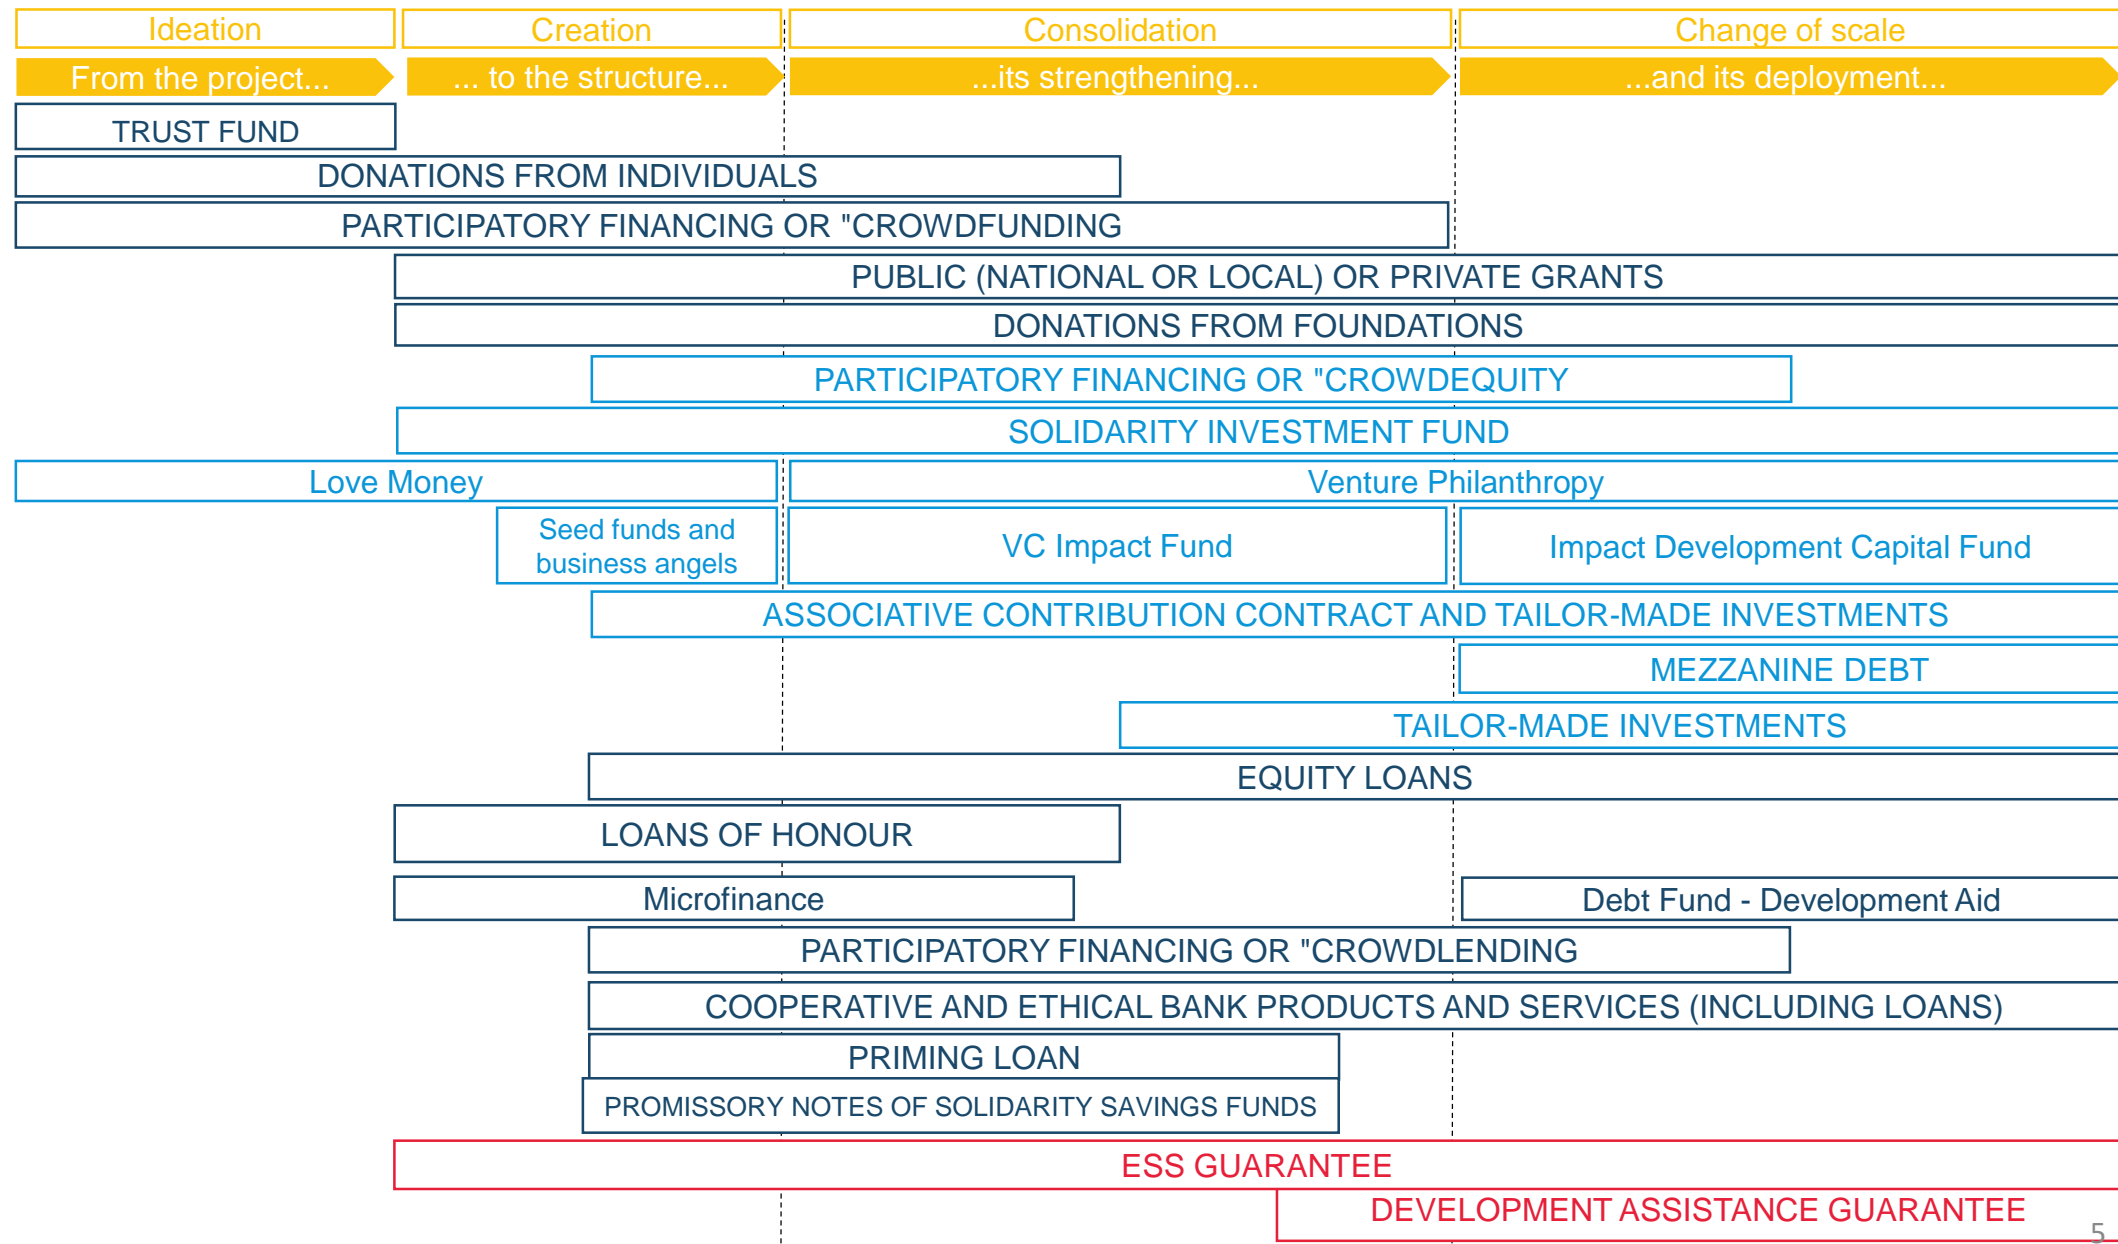 Ideation
Creation
Consolidation
Change of scale
From the project...
... to the structure...
...its strengthening...
...and its deployment...
TRUST FUND
DONATIONS FROM INDIVIDUALS
PARTICIPATORY FINANCING OR "CROWDFUNDING
PUBLIC (NATIONAL OR LOCAL) OR PRIVATE GRANTS
DONATIONS FROM FOUNDATIONS
PARTICIPATORY FINANCING OR "CROWDEQUITY
SOLIDARITY INVESTMENT FUND
Love Money
Venture Philanthropy
Seed funds and
business angels
VC Impact Fund
Impact Development Capital Fund
ASSOCIATIVE CONTRIBUTION CONTRACT AND TAILOR-MADE INVESTMENTS
MEZZANINE DEBT
TAILOR-MADE INVESTMENTS
EQUITY LOANS
LOANS OF HONOUR
Microfinance
Debt Fund - Development Aid
PARTICIPATORY FINANCING OR "CROWDLENDING
COOPERATIVE AND ETHICAL BANK PRODUCTS AND SERVICES (INCLUDING LOANS)
PRIMING LOAN
PROMISSORY NOTES OF SOLIDARITY SAVINGS FUNDS
ESS GUARANTEE
DEVELOPMENT ASSISTANCE GUARANTEE
5